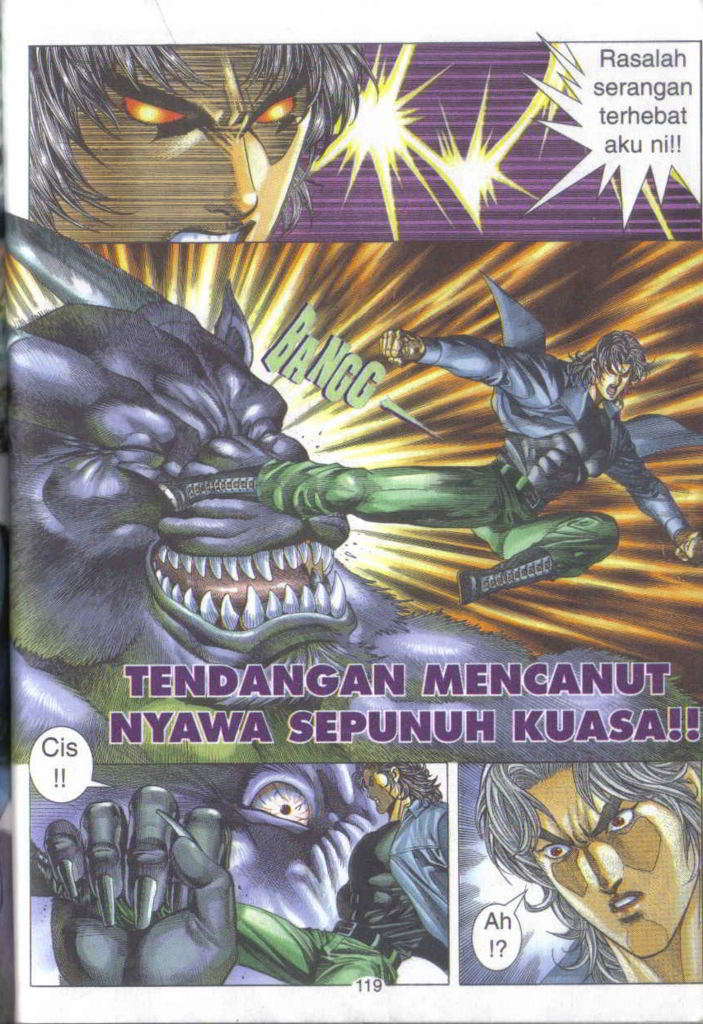 Rasalah
serangan
terhebat
aku ni!!
BANGG
TENDANGAN MENCANUT
NYAWA SEPUNUH KUASA!!
Cis
!!
Ah
!?
119